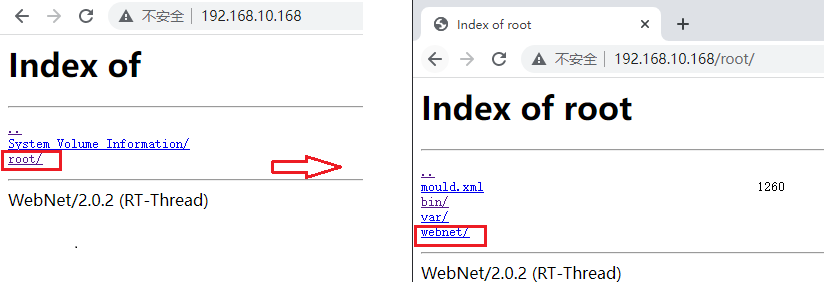 不安全 | 192.168.10.168
Index of
..
System Volume Information/
root/
WebNet/2.0.2 (RT-Thread)
Index of root
不安全 | 192.168.10.168/root/
Index of root
..
mould.xml 1260
bin/
var/
webnet/
WebNet/2.0.2 (RT-Thread)